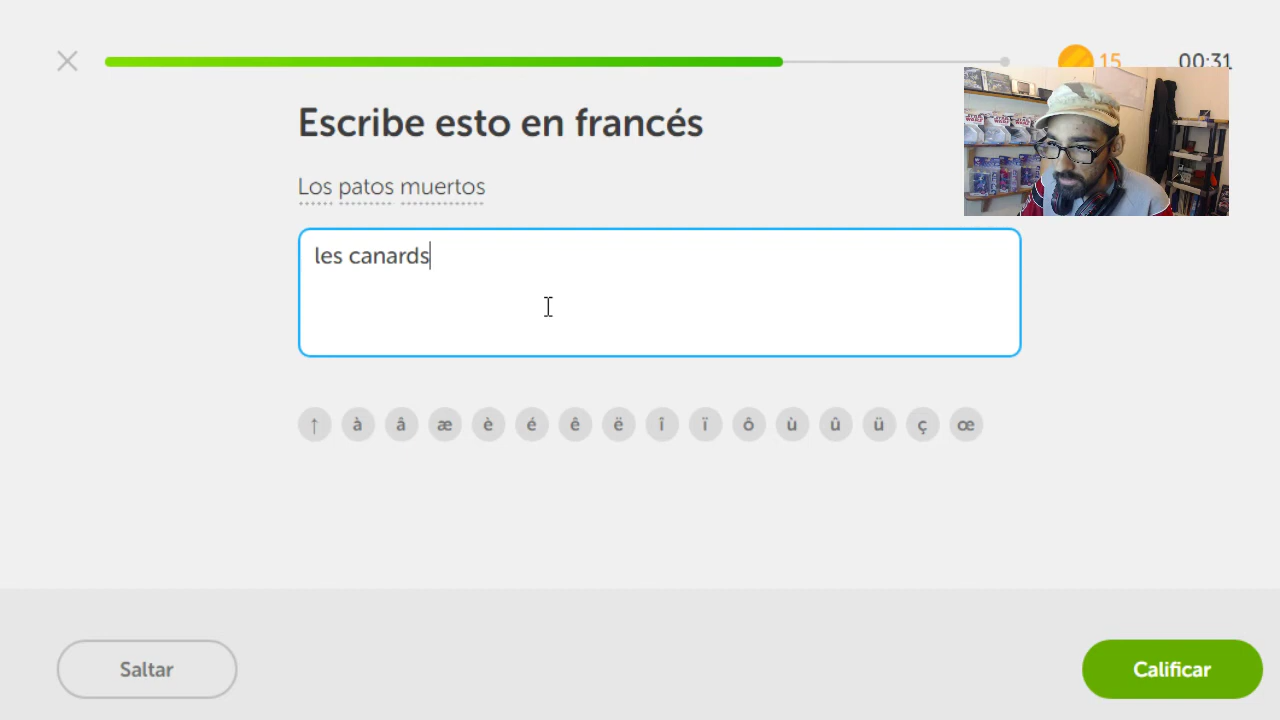 15 00:31
Escribe esto en francés
Los patos muertos
les canards
↑ à â æ è é ê ë î ï ô ù û ü ç œ
Saltar Calificar